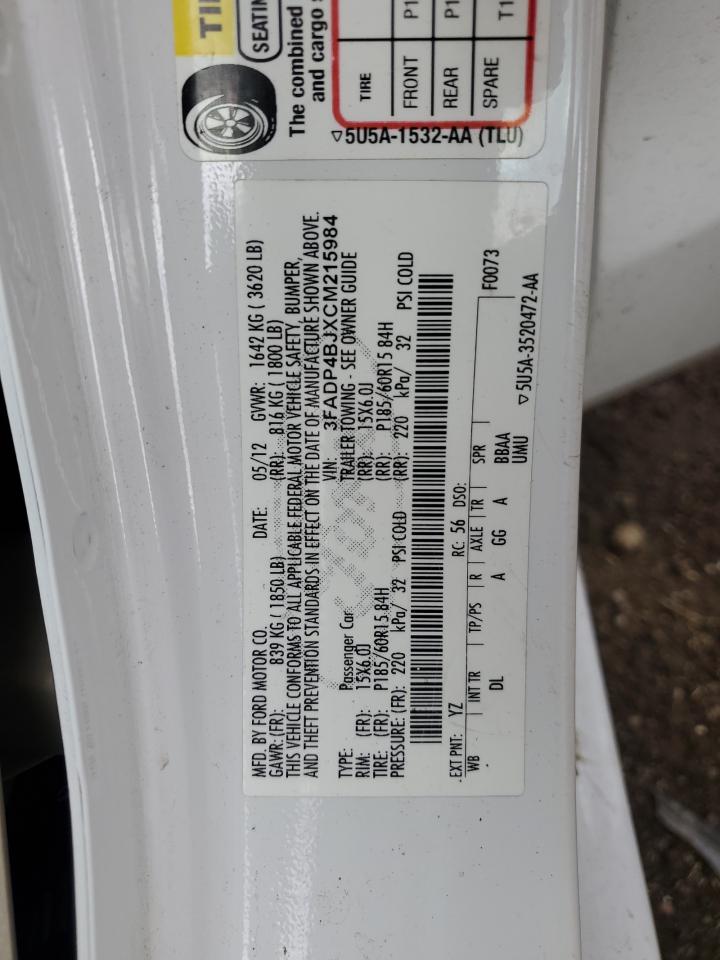 TIR
SEATIN
The combined
and cargo s
TIRE
FRONT P1
REAR P1
SPARE T1
▽5U5A-1532-AA (TLU)
MFD. BY FORD MOTOR CO. DATE: 05/12 GVWR: 1642 KG ( 3620 LB)
GAWR: (FR): 839 KG ( 1850 LB) (RR): 816 KG ( 1800 LB)
THIS VEHICLE CONFORMS TO ALL APPLICABLE FEDERAL MOTOR VEHICLE SAFETY, BUMPER,
AND THEFT PREVENTION STANDARDS IN EFFECT ON THE DATE OF MANUFACTURE SHOWN ABOVE.
VIN: 3FADP4BJXCM215984
TYPE: Passenger Car TRAILER TOWING - SEE OWNER GUIDE
RIM: (FR): 15X6.0J (RR): 15X6.0J
TIRE: (FR): P185/60R15 84H (RR): P185/60R15 84H
PRESSURE: (FR): 220 kPa/ 32 PSI COLD (RR): 220 kPa/ 32 PSI COLD
EXT PNT: YZ RC: 56 DSO: F0073
WB INT TR TP/PS R AXLE TR SPR
DL A GG A BBAA
UMU
▽5U5A-3520472-AA